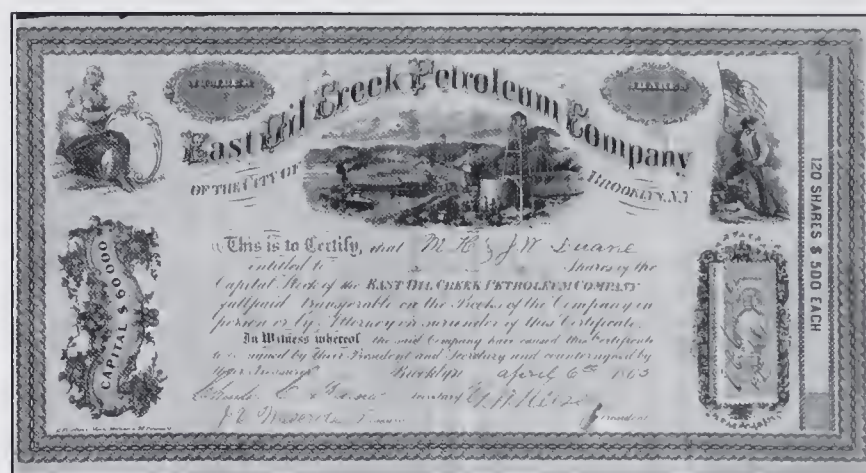 East Oil Creek Petroleum Company
OF THE CITY OF BROOKLYN, N.Y.
This is to Certify, that M H & J W Duane
entitled to Shares of the
Capital Stock of the EAST OIL CREEK PETROLEUM COMPANY
fullpaid transferable on the Books of the Company in
person or by Attorney on surrender of this Certificate.
In Witness whereof the said Company have caused this Certificate
to be signed by their President and Secretary and countersigned by
their Treasurer Brooklyn April 6th 1865
Secretary
President
CAPITAL $60000
120 SHARES $500 EACH